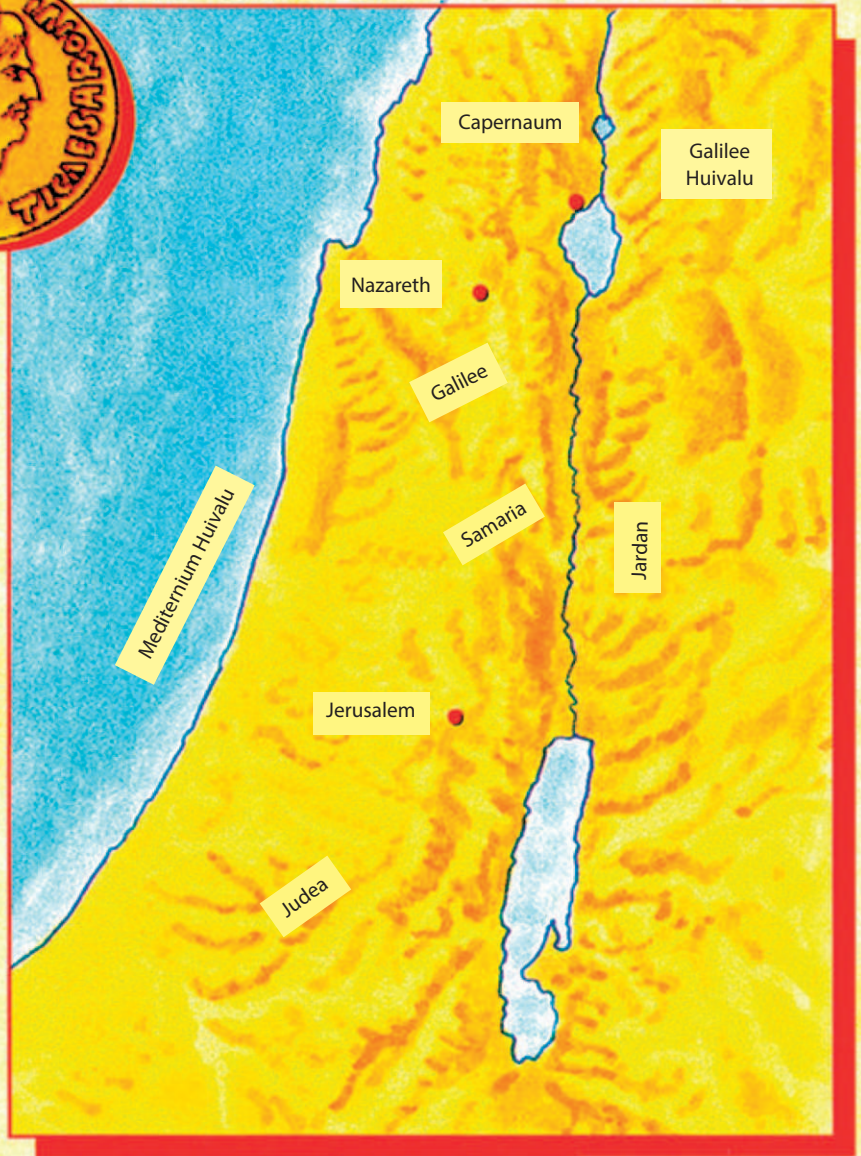 Capernaum
Galilee
Huivalu
Nazareth
Galilee
Samaria
Jardan
Mediternium Huivalu
Jerusalem
Judea